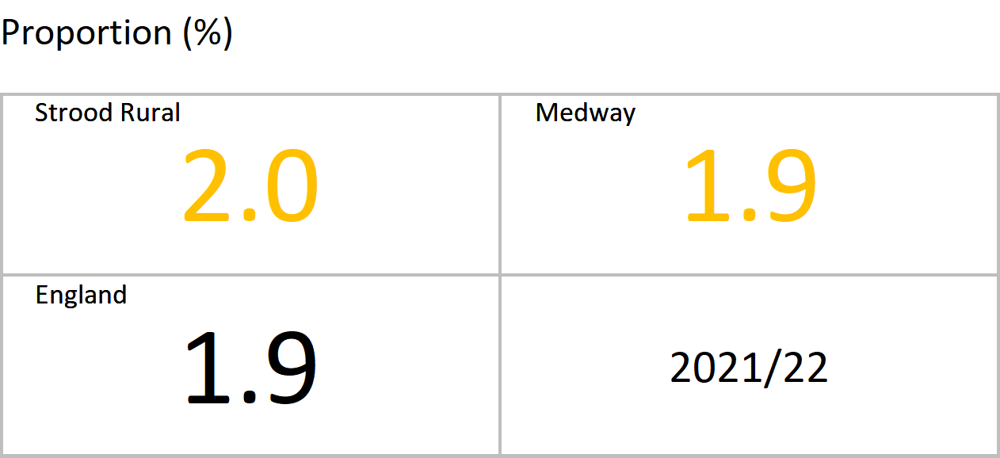 Proportion (%)
Strood Rural
2.0
Medway
1.9
England
1.9
2021/22